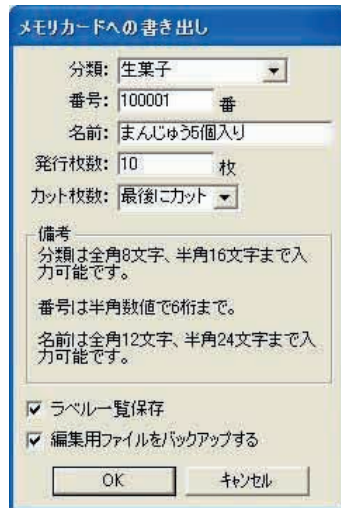 メモリカードへの書き出し
分類: 生菓子
番号: 100001 番
名前: まんじゅう5個入り
発行枚数: 10 枚
カット枚数: 最後にカット
備考
分類は全角8文字、半角16文字まで入
力可能です。
番号は半角数値で6桁まで。
名前は全角12文字、半角24文字まで入
力可能です。
ラベル一覧保存
編集用ファイルをバックアップする
OK キャンセル